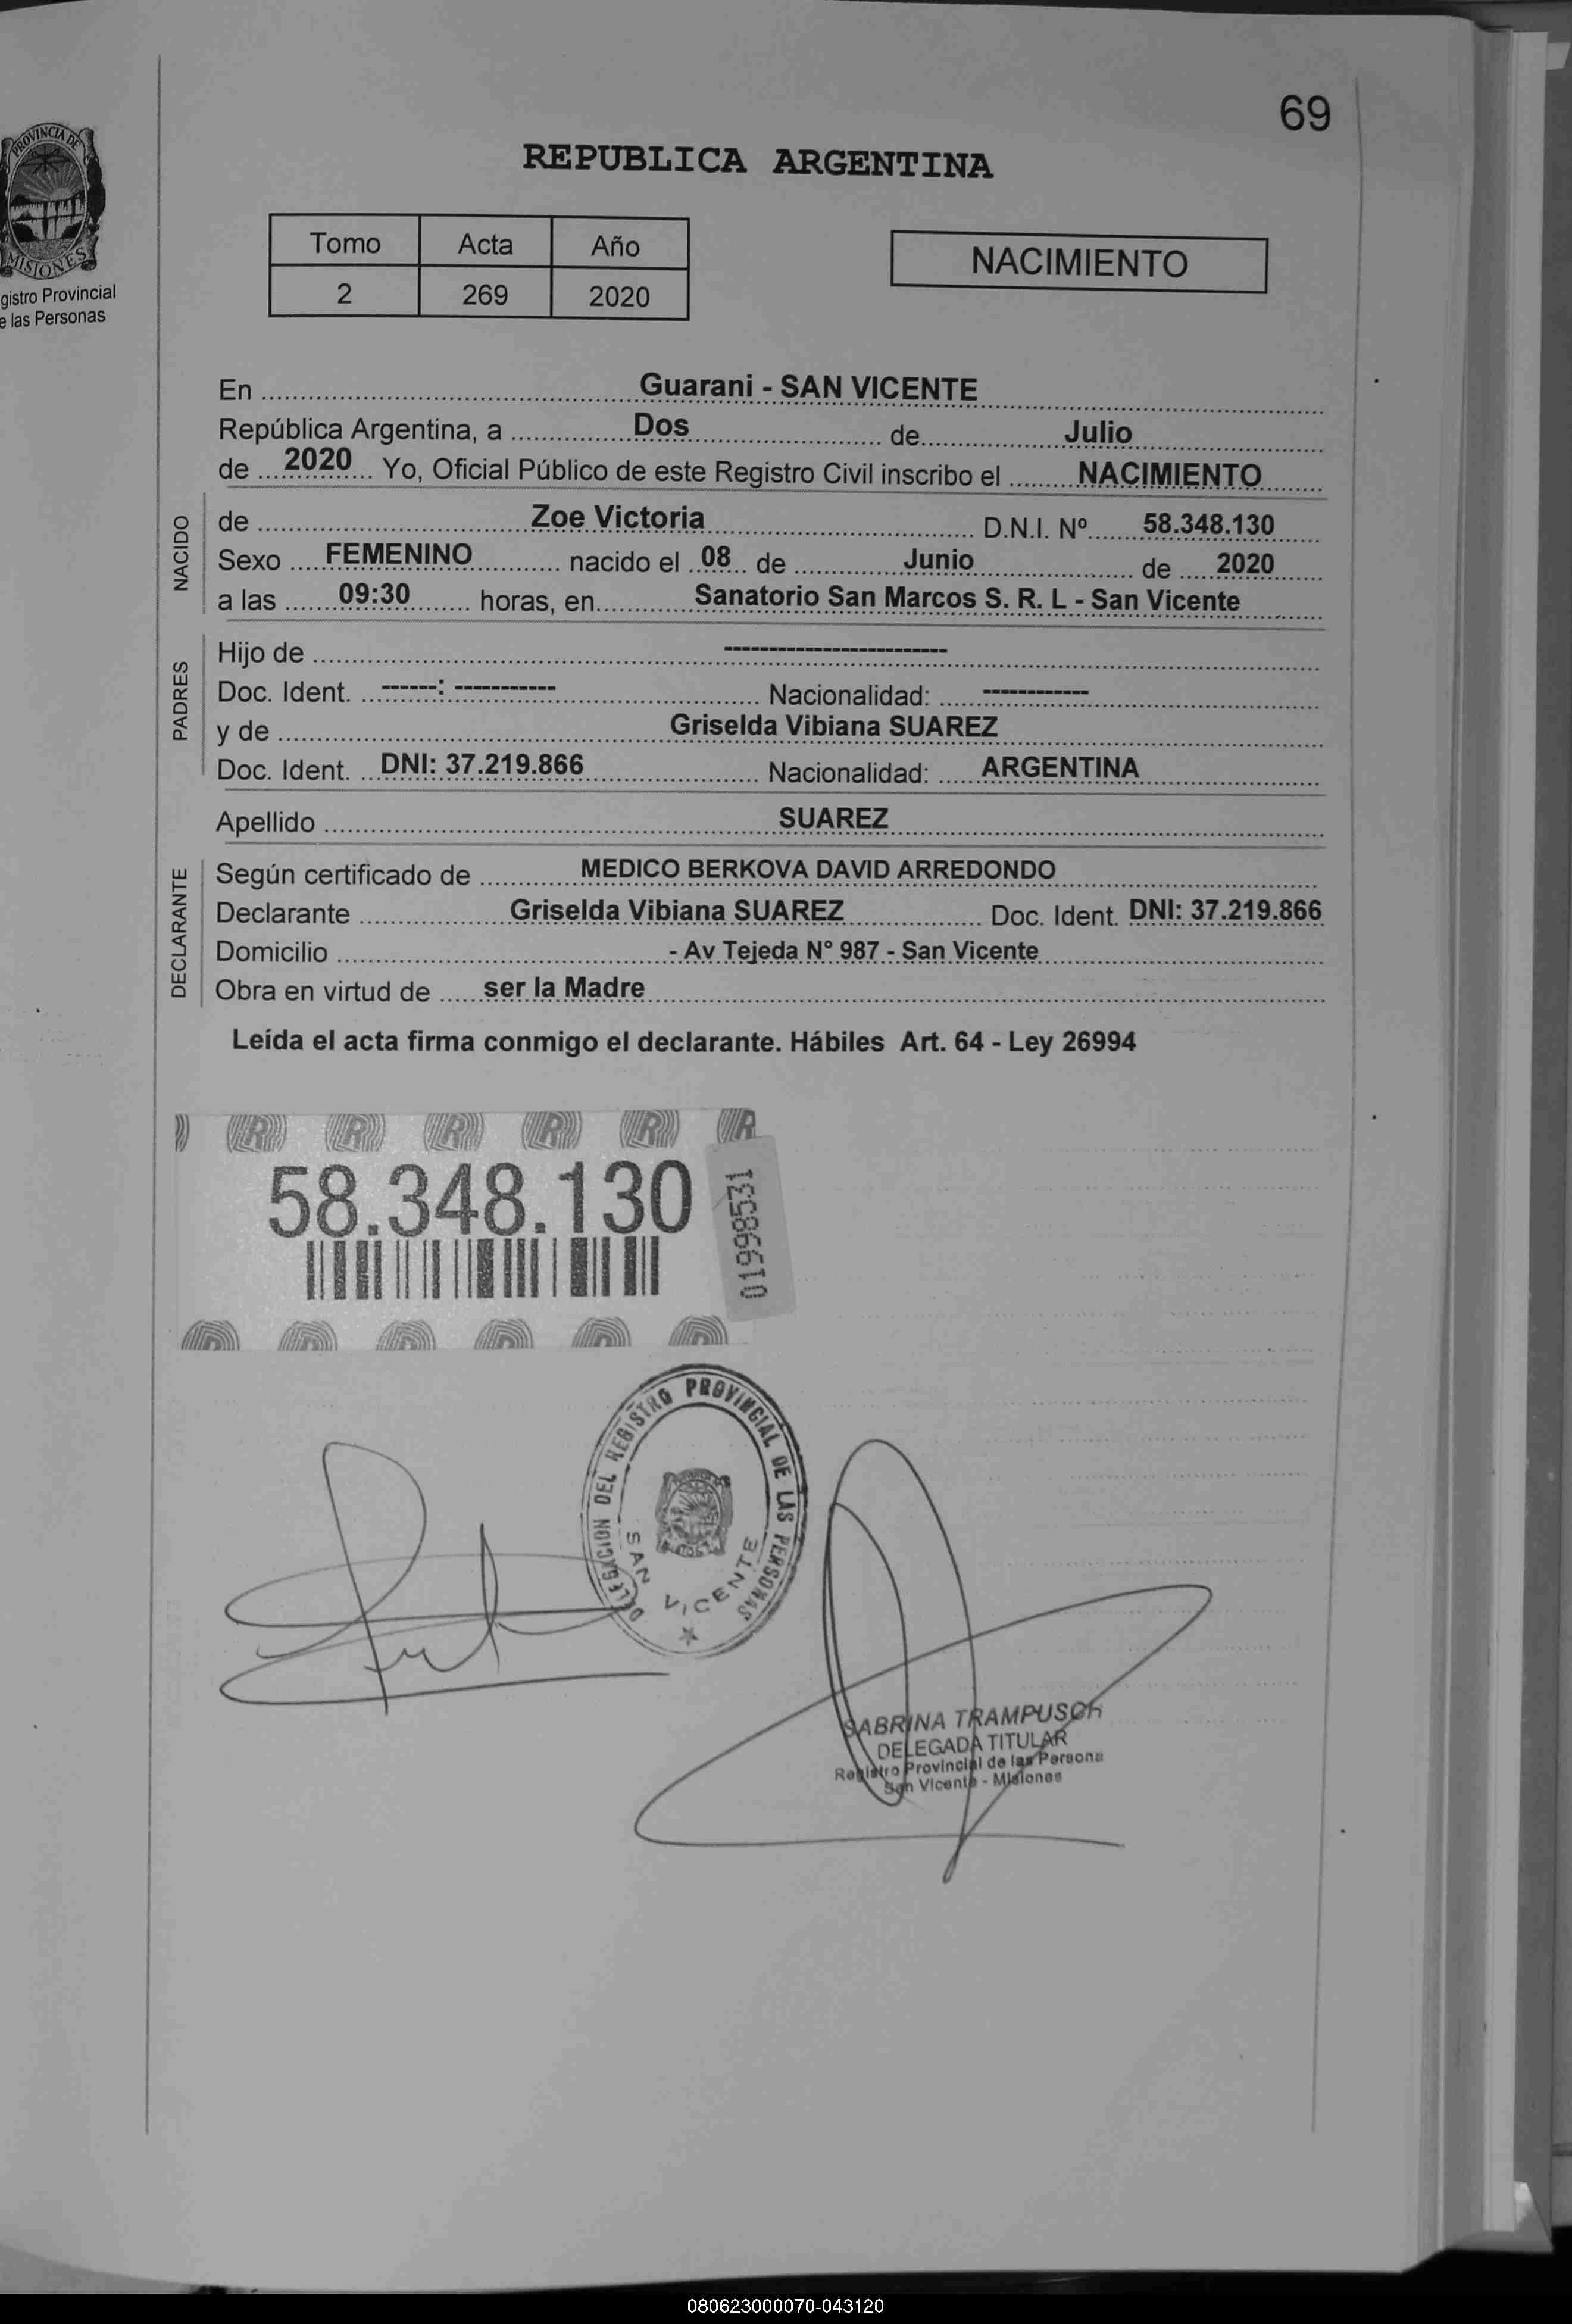 69
PROVINCIA DE
MISIONES
gistro Provincial
e las Personas
REPUBLICA ARGENTINA
Tomo Acta Año
2 269 2020
NACIMIENTO
En Guarani - SAN VICENTE
República Argentina, a Dos de Julio
de 2020 Yo, Oficial Público de este Registro Civil inscribo el NACIMIENTO
NACIDO
de Zoe Victoria D.N.I. Nº 58.348.130
Sexo FEMENINO nacido el 08 de Junio de 2020
a las 09:30 horas, en Sanatorio San Marcos S. R. L - San Vicente
PADRES
Hijo de -------------------------
Doc. Ident. ------: ----------- Nacionalidad: ------------
y de Griselda Vibiana SUAREZ
Doc. Ident. DNI: 37.219.866 Nacionalidad: ARGENTINA
Apellido SUAREZ
DECLARANTE
Según certificado de MEDICO BERKOVA DAVID ARREDONDO
Declarante Griselda Vibiana SUAREZ Doc. Ident. DNI: 37.219.866
Domicilio - Av Tejeda N° 987 - San Vicente
Obra en virtud de ser la Madre
Leída el acta firma conmigo el declarante. Hábiles Art. 64 - Ley 26994
58.348.130
01998531
DELEGACION DEL REGISTRO PROVINCIAL DE LAS PERSONAS
SAN VICENTE
SABRINA TRAMPUSCH
DELEGADA TITULAR
Registro Provincial de las Persona
San Vicente - Misiones
080623000070-043120